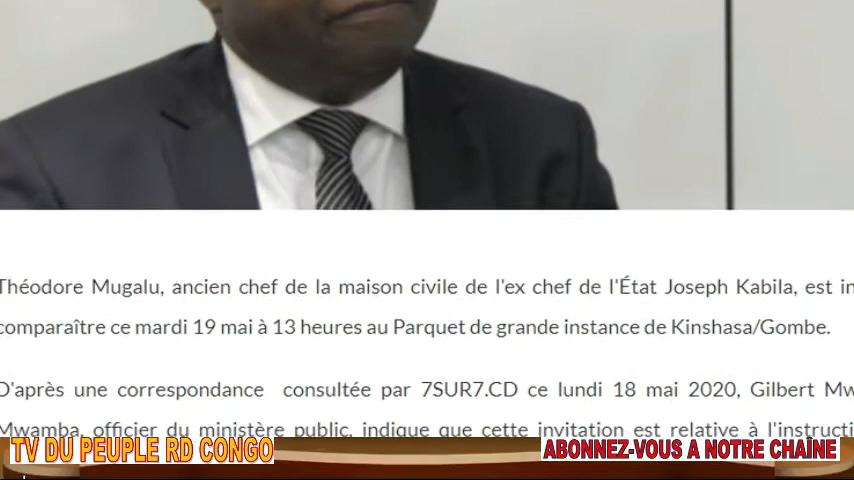 Théodore Mugalu, ancien chef de la maison civile de l'ex chef de l'État Joseph Kabila, est
comparaître ce mardi 19 mai à 13 heures au Parquet de grande instance de Kinshasa/Gombe.
D'après une correspondance consultée par 7SUR7.CD ce lundi 18 mai 2020, Gilbert
Mwamba, officier du ministère public, indique que cette invitation est relative à
TV DU PEUPLE RD CONGO
ABONNEZ-VOUS A NOTRE CHAÎNE